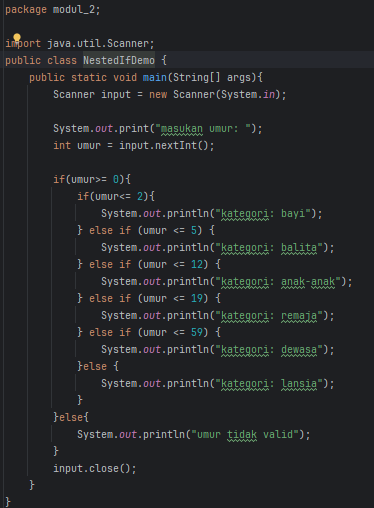 package modul_2;
import java.util.Scanner;
public class NestedIfDemo {
    public static void main(String[] args){
        Scanner input = new Scanner(System.in);
        System.out.print("masukan umur: ");
        int umur = input.nextInt();
        if(umur>= 0){
            if(umur<= 2){
                System.out.println("kategori: bayi");
            } else if (umur <= 5) {
                System.out.println("kategori: balita");
            } else if (umur <= 12) {
                System.out.println("kategori: anak-anak");
            } else if (umur <= 19) {
                System.out.println("kategori: remaja");
            } else if (umur <= 59) {
                System.out.println("kategori: dewasa");
            }else {
                System.out.println("kategori: lansia");
            }
        }else{
            System.out.println("umur tidak valid");
        }
        input.close();
    }
}